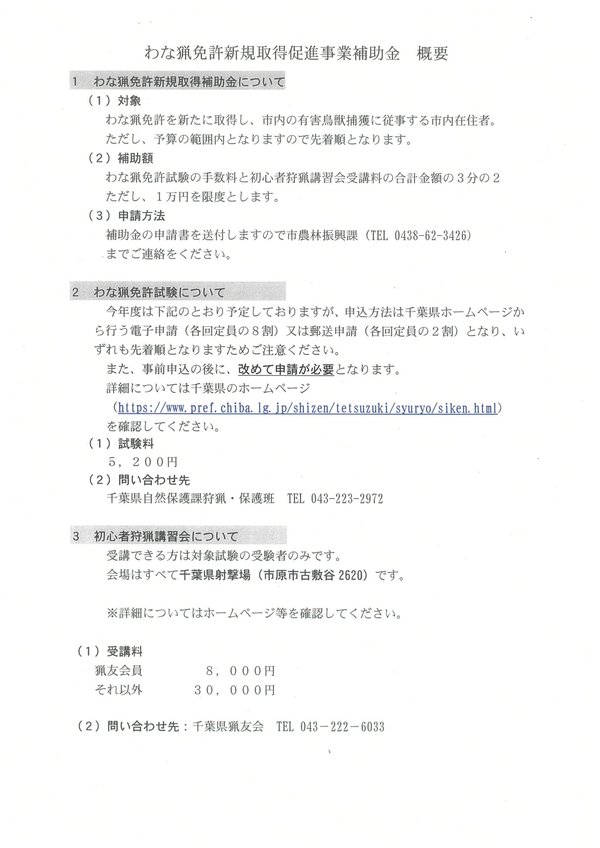 わな猟免許新規取得促進事業補助金　概要
1　わな猟免許新規取得補助金について
（1）対象
わな猟免許を新たに取得し、市内の有害鳥獣捕獲に従事する市内在住者。
ただし、予算の範囲内となりますので先着順となります。
（2）補助額
わな猟免許試験の手数料と初心者狩猟講習会受講料の合計金額の3分の2
ただし、1万円を限度とします。
（3）申請方法
補助金の申請書を送付しますので市農林振興課（TEL 0438-62-3426）
までご連絡をください。
2　わな猟免許試験について
今年度は下記のとおり予定しておりますが、申込方法は千葉県ホームページか
ら行う電子申請（各回定員の8割）又は郵送申請（各回定員の2割）となり、い
ずれも先着順となりますためご注意ください。
また、事前申込の後に、改めて申請が必要となります。
詳細については千葉県のホームページ
（https://www.pref.chiba.lg.jp/shizen/tetsuzuki/syuryo/siken.html）
を確認してください。
（1）試験料
5，200円
（2）問い合わせ先
千葉県自然保護課狩猟・保護班　TEL 043-223-2972
3　初心者狩猟講習会について
受講できる方は対象試験の受験者のみです。
会場はすべて千葉県射撃場（市原市古敷谷2620）です。
※詳細についてはホームページ等を確認してください。
（1）受講料
猟友会員　　　8，000円
それ以外　　30，000円
（2）問い合わせ先：千葉県猟友会　TEL 043－222－6033